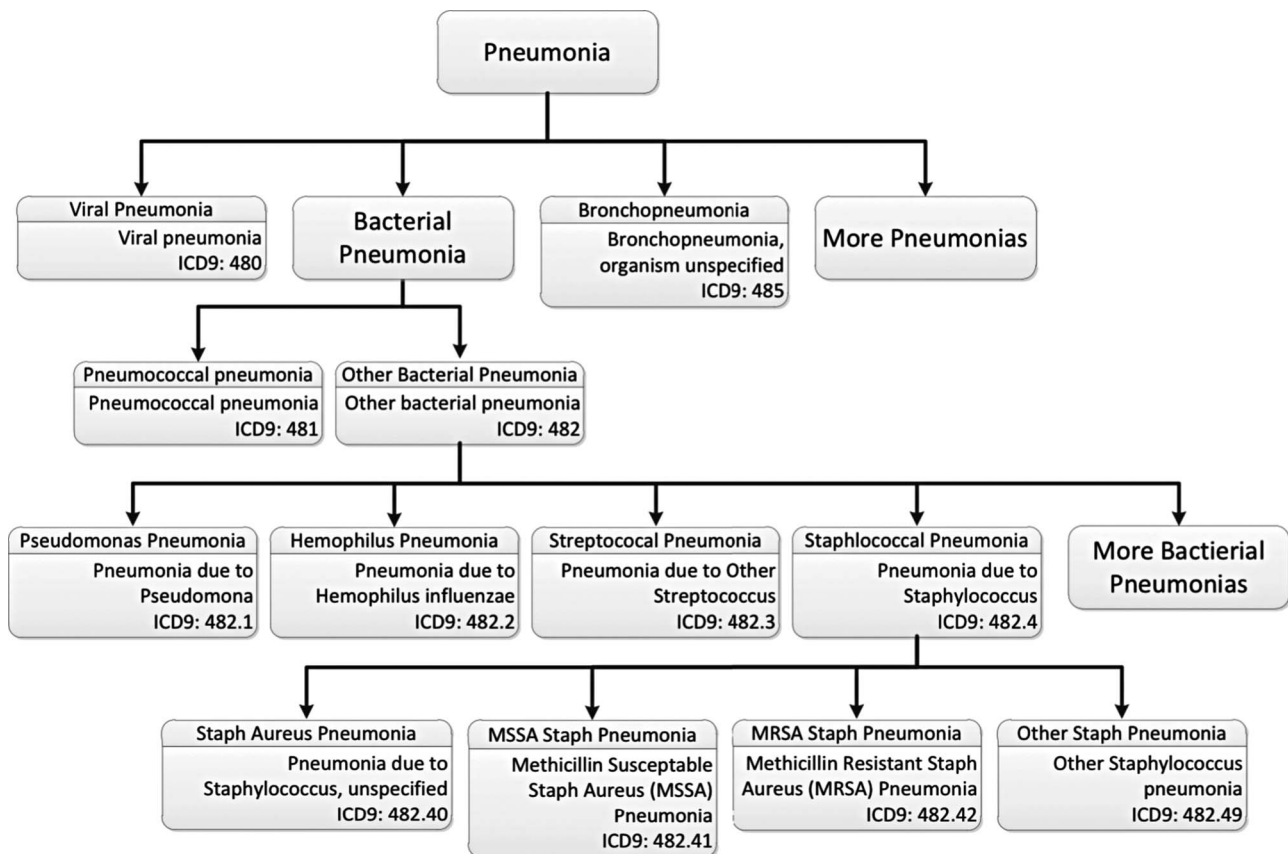 Pneumonia
Viral Pneumonia
Viral pneumonia
ICD9: 480
Bacterial
Pneumonia
Bronchopneumonia
Bronchopneumonia,
organism unspecified
ICD9: 485
More Pneumonias
Pneumococcal pneumonia
Pneumococcal pneumonia
ICD9: 481
Other Bacterial Pneumonia
Other bacterial pneumonia
ICD9: 482
Pseudomonas Pneumonia
Pneumonia due to
Pseudomona
ICD9: 482.1
Hemophilus Pneumonia
Pneumonia due to
Hemophilus influenzae
ICD9: 482.2
Streptococal Pneumonia
Pneumonia due to Other
Streptococcus
ICD9: 482.3
Staphlococcal Pneumonia
Pneumonia due to
Staphylococcus
ICD9: 482.4
More Bactierial
Pneumonias
Staph Aureus Pneumonia
Pneumonia due to
Staphylococcus, unspecified
ICD9: 482.40
MSSA Staph Pneumonia
Methicillin Susceptable
Staph Aureus (MSSA)
Pneumonia
ICD9: 482.41
MRSA Staph Pneumonia
Methicillin Resistant Staph
Aureus (MRSA) Pneumonia
ICD9: 482.42
Other Staph Pneumonia
Other Staphylococcus
pneumonia
ICD9: 482.49